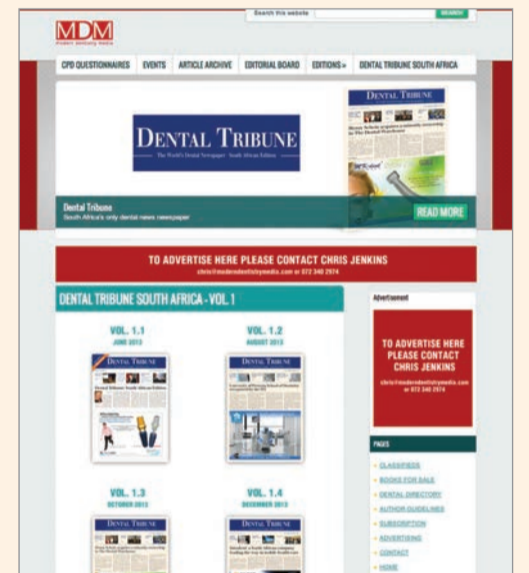 Search this website
SEARCH
MDM
modern dentistry media
CPD QUESTIONNAIRES EVENTS ARTICLE ARCHIVE EDITORIAL BOARD EDITIONS » DENTAL TRIBUNE SOUTH AFRICA
DENTAL TRIBUNE
The World's Dental Newspaper South African Edition
DENTAL TRIBUNE
Dental Tribune
South Africa's only dental news newspaper
READ MORE
TO ADVERTISE HERE PLEASE CONTACT CHRIS JENKINS
chris@moderndentistrymedia.com or 072 340 2974
DENTAL TRIBUNE SOUTH AFRICA - VOL. 1
VOL. 1.1
JUNE 2013
DENTAL TRIBUNE
Dental Tribune South African Edition
VOL. 1.2
AUGUST 2013
DENTAL TRIBUNE
VOL. 1.3
OCTOBER 2013
DENTAL TRIBUNE
VOL. 1.4
DECEMBER 2013
DENTAL TRIBUNE
Advertisement
TO ADVERTISE HERE
PLEASE CONTACT
CHRIS JENKINS
chris@moderndentistrymedia.com
or 072 340 2974
PAGES
CLASSIFIEDS
BOOKS FOR SALE
DENTAL DIRECTORY
AUTHOR GUIDELINES
SUBSCRIPTION
ADVERTISING
CONTACT
HOME